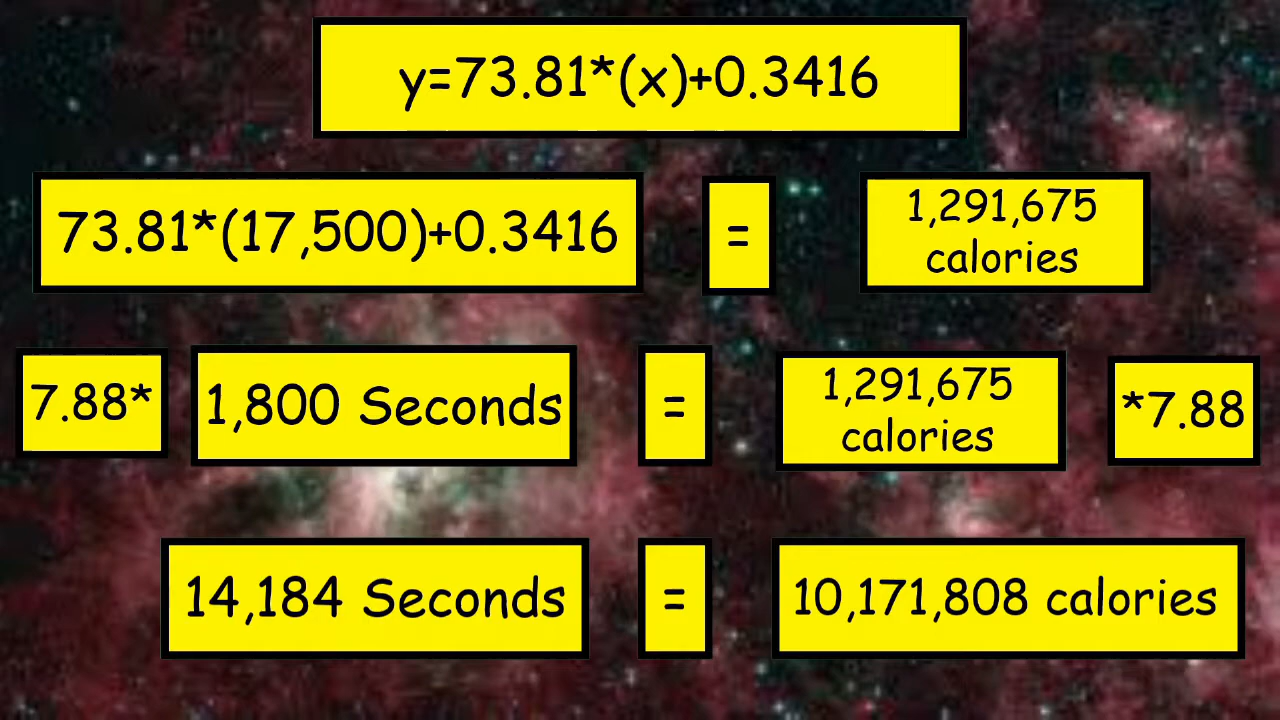 y=73.81*(x)+0.3416
73.81*(17,500)+0.3416 = 1,291,675
calories
7.88* 1,800 Seconds = 1,291,675
calories *7.88
14,184 Seconds = 10,171,808 calories